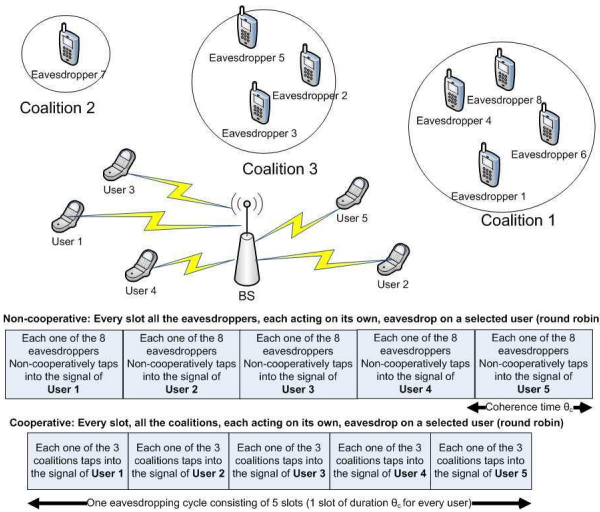 Eavesdropper 7
Coalition 2
Eavesdropper 5
Eavesdropper 2
Eavesdropper 3
Coalition 3
Eavesdropper 8
Eavesdropper 4
Eavesdropper 6
Eavesdropper 1
Coalition 1
User 3
User 1
User 4
User 5
User 2
BS
Non-cooperative: Every slot all the eavesdroppers, each acting on its own, eavesdrop on a selected user (round robin
Each one of the 8
eavesdroppers
Non-cooperatively taps
into the signal of
User 1
Each one of the 8
eavesdroppers
Non-cooperatively taps
into the signal of
User 2
Each one of the 8
eavesdroppers
Non-cooperatively taps
into the signal of
User 3
Each one of the 8
eavesdroppers
Non-cooperatively taps
into the signal of
User 4
Each one of the 8
eavesdroppers
Non-cooperatively taps
into the signal of
User 5
Coherence time θc
Cooperative: Every slot, all the coalitions, each acting on its own, eavesdrop on a selected user (round robin)
Each one of the 3
coalitions taps into
the signal of User 1
Each one of the 3
coalitions taps into
the signal of User 2
Each one of the 3
coalitions taps into
the signal of User 3
Each one of the 3
coalitions taps into
the signal of User 4
Each one of the 3
coalitions taps into
the signal of User 5
One eavesdropping cycle consisting of 5 slots (1 slot of duration θc for every user)